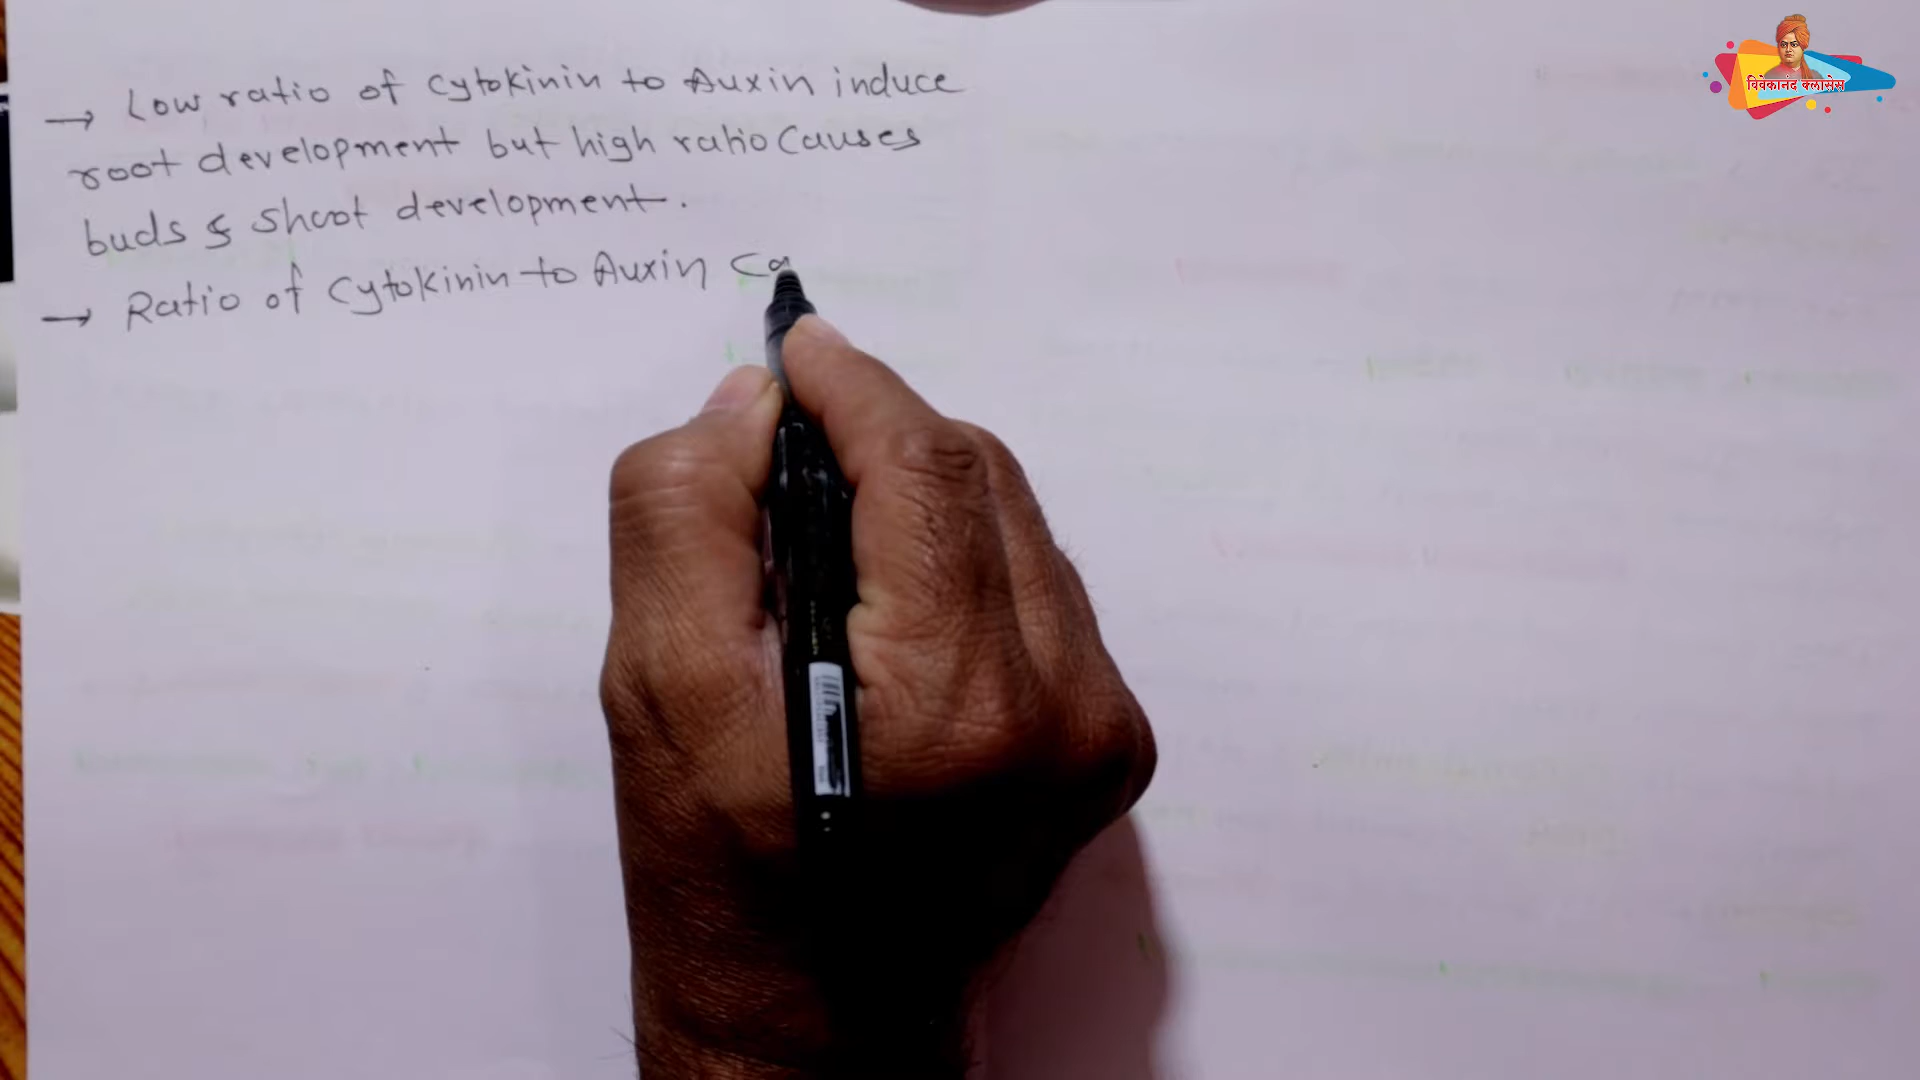 → Low ratio of Cytokinin to Auxin induce
root development but high ratio Causes
buds & shoot development.
→ Ratio of Cytokinin to Auxin Ca
विवेकानंद क्लासेस